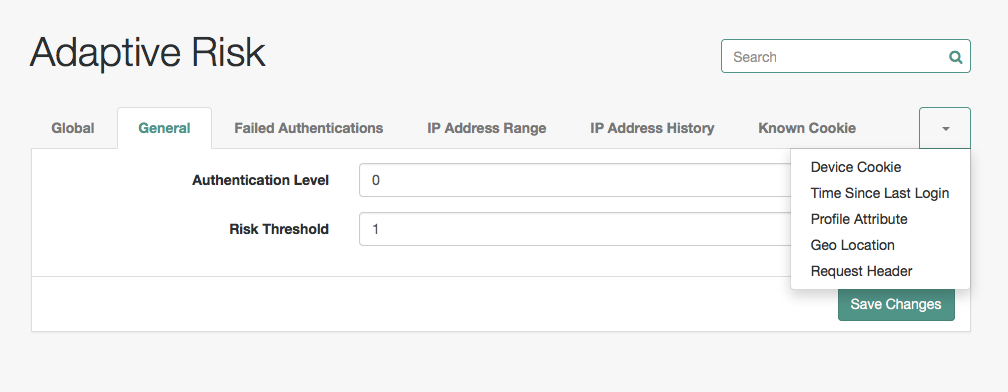 Adaptive Risk
Search
Global General Failed Authentications IP Address Range IP Address History Known Cookie
Authentication Level 0
Risk Threshold 1
Device Cookie
Time Since Last Login
Profile Attribute
Geo Location
Request Header
Save Changes